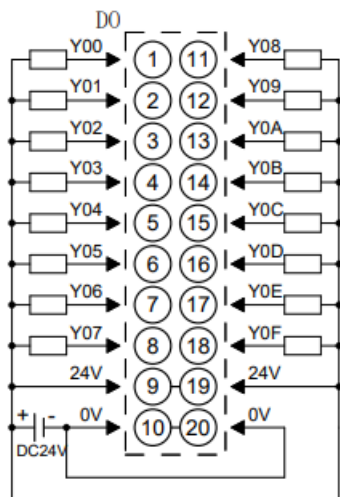 DO
Y00 1 11 Y08
Y01 2 12 Y09
Y02 3 13 Y0A
Y03 4 14 Y0B
Y04 5 15 Y0C
Y05 6 16 Y0D
Y06 7 17 Y0E
Y07 8 18 Y0F
24V 9 19 24V
+ - 0V 10 20 0V
DC24V